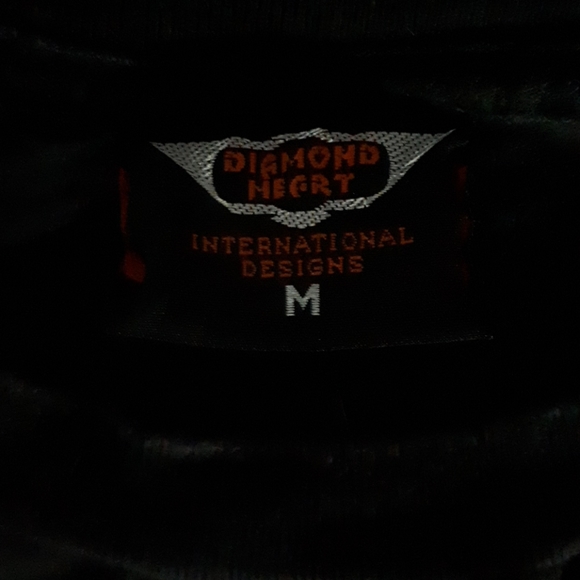 DIAMOND
HEART
INTERNATIONAL
DESIGNS
M